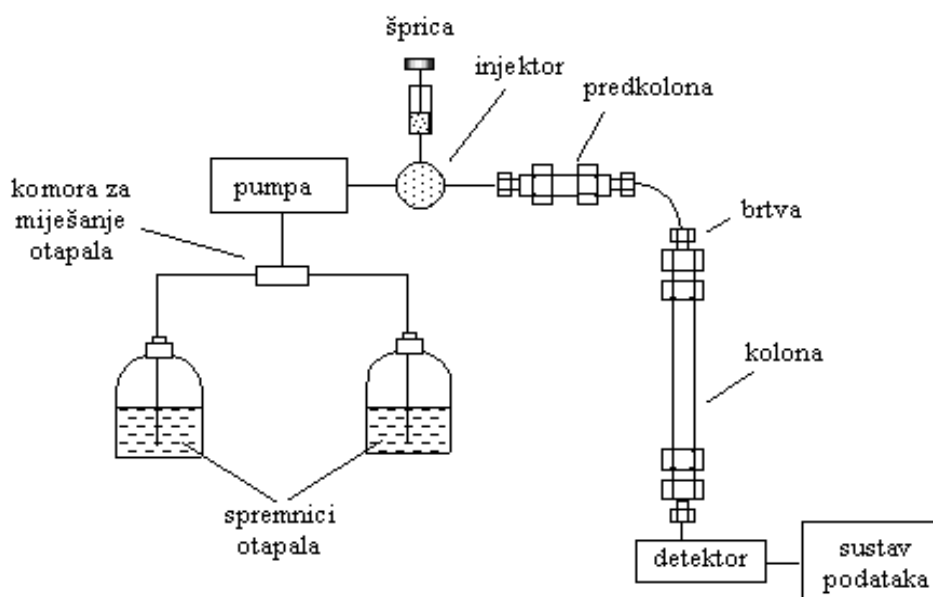 šprica
injektor
predkolona
pumpa
komora za
miješanje
otapala
brtva
kolona
spremnici
otapala
detektor
sustav
podataka